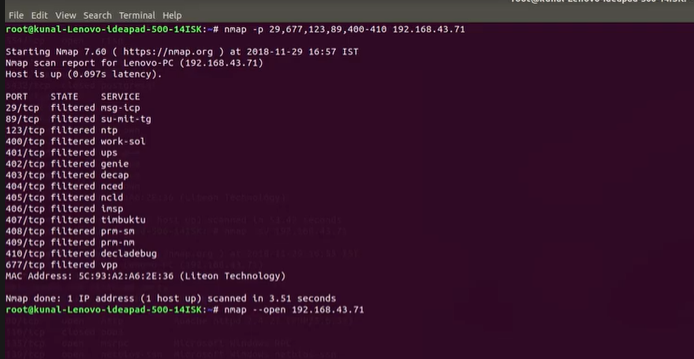 File Edit View Search Terminal Help
root@kunal-Lenovo-ideapad-500-14ISK:~# nmap -p 29,677,123,89,400-410 192.168.43.71
Starting Nmap 7.60 ( https://nmap.org ) at 2018-11-29 16:57 IST
Nmap scan report for Lenovo-PC (192.168.43.71)
Host is up (0.097s latency).
PORT STATE SERVICE
29/tcp filtered msg-icp
89/tcp filtered su-mit-tg
123/tcp filtered ntp
400/tcp filtered work-sol
401/tcp filtered ups
402/tcp filtered genie
403/tcp filtered decap
404/tcp filtered nced
405/tcp filtered ncld
406/tcp filtered imsp
407/tcp filtered timbuktu
408/tcp filtered prm-sm
409/tcp filtered prm-nm
410/tcp filtered decladebug
677/tcp filtered vpp
MAC Address: 5C:93:A2:A6:2E:36 (Liteon Technology)
Nmap done: 1 IP address (1 host up) scanned in 3.51 seconds
root@kunal-Lenovo-ideapad-500-14ISK:~# nmap --open 192.168.43.71